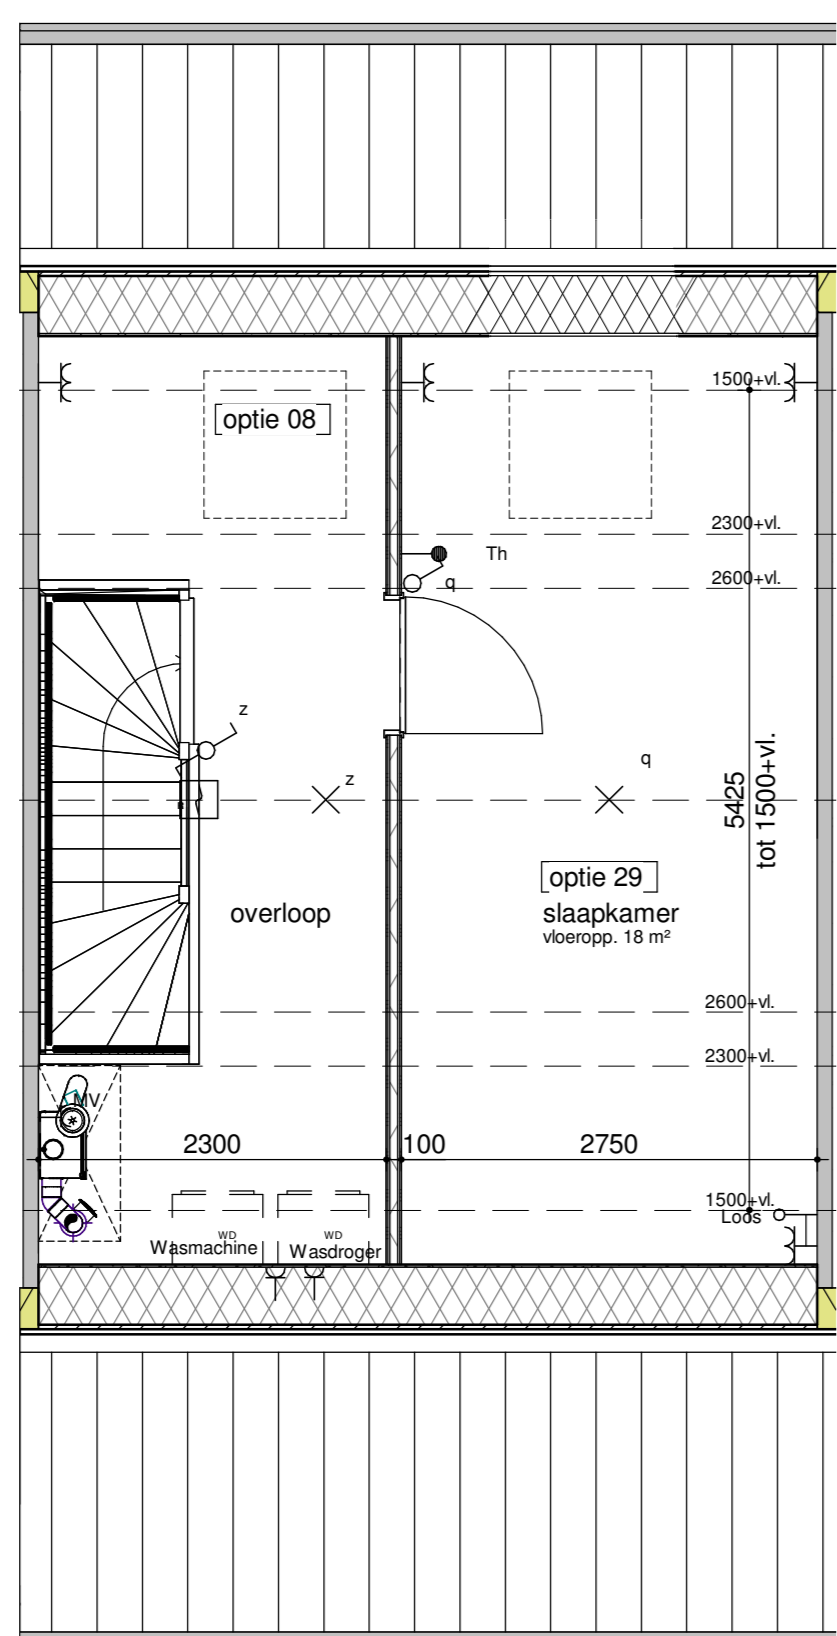 1500+vl.
optie 08
2300+vl.
Th
2600+vl.
q
z
z
q
5425
tot 1500+vl.
optie 29
overloop
slaapkamer
vloeropp. 18 m²
2600+vl.
2300+vl.
MV
2300
100
2750
1500+vl.
Loos
WD
WD
Wasmachine
Wasdroger